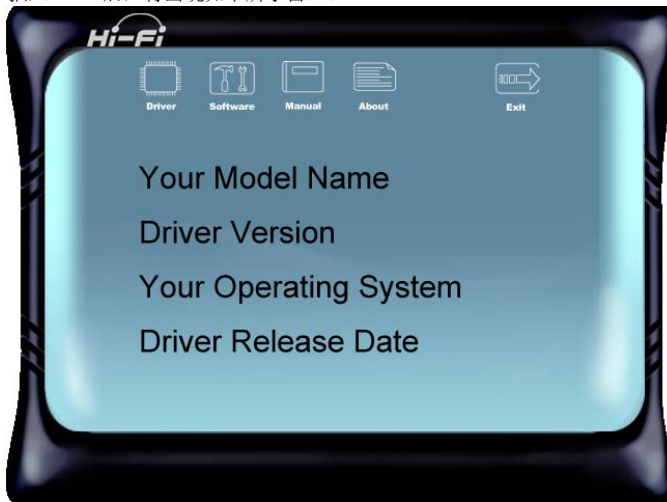 Hi-Fi
Driver Software Manual About Exit
Your Model Name
Driver Version
Your Operating System
Driver Release Date